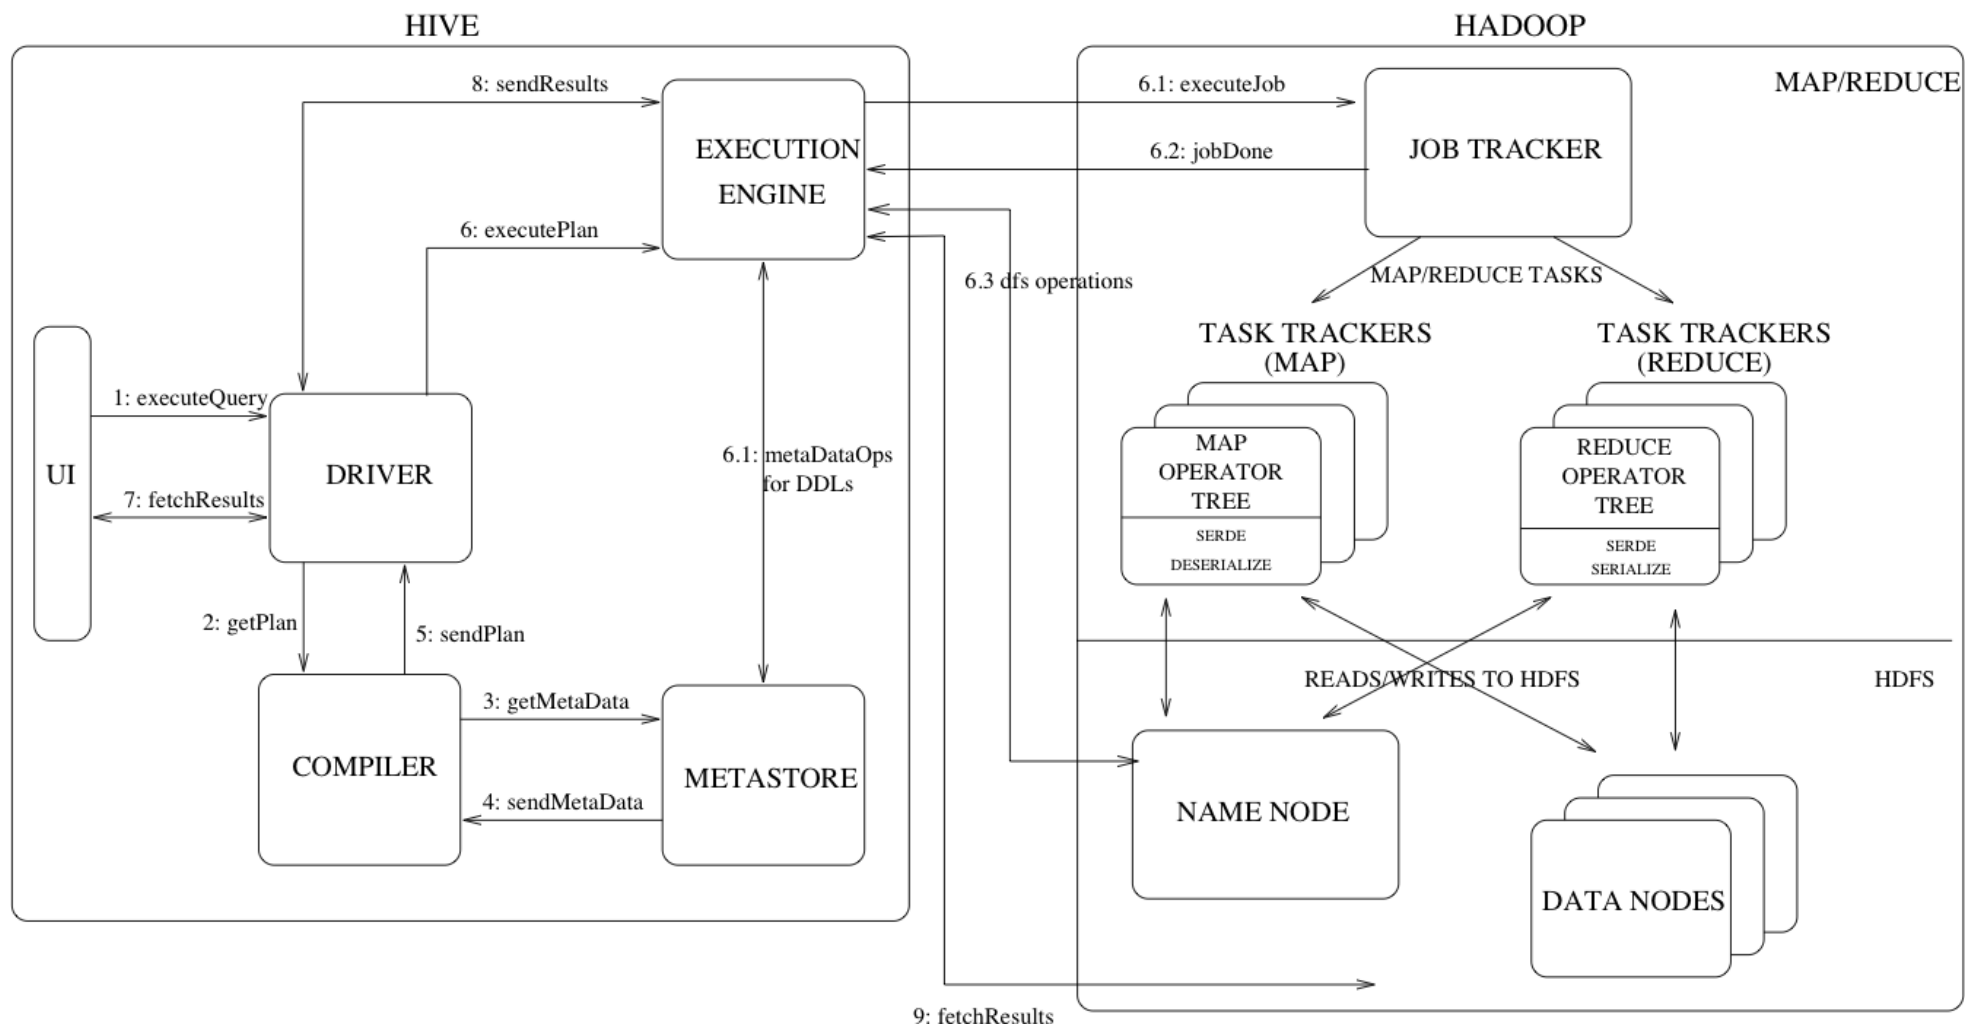 HIVE
HADOOP
8: sendResults
6.1: executeJob
MAP/REDUCE
EXECUTION
ENGINE
6.2: jobDone
JOB TRACKER
6: executePlan
6.3 dfs operations
MAP/REDUCE TASKS
TASK TRACKERS
(MAP)
TASK TRACKERS
(REDUCE)
1: executeQuery
UI
DRIVER
7: fetchResults
6.1: metaDataOps
for DDLs
MAP
OPERATOR
TREE
SERDE
DESERIALIZE
REDUCE
OPERATOR
TREE
SERDE
SERIALIZE
2: getPlan
5: sendPlan
READS/WRITES TO HDFS
HDFS
3: getMetaData
COMPILER
METASTORE
4: sendMetaData
NAME NODE
DATA NODES
9: fetchResults